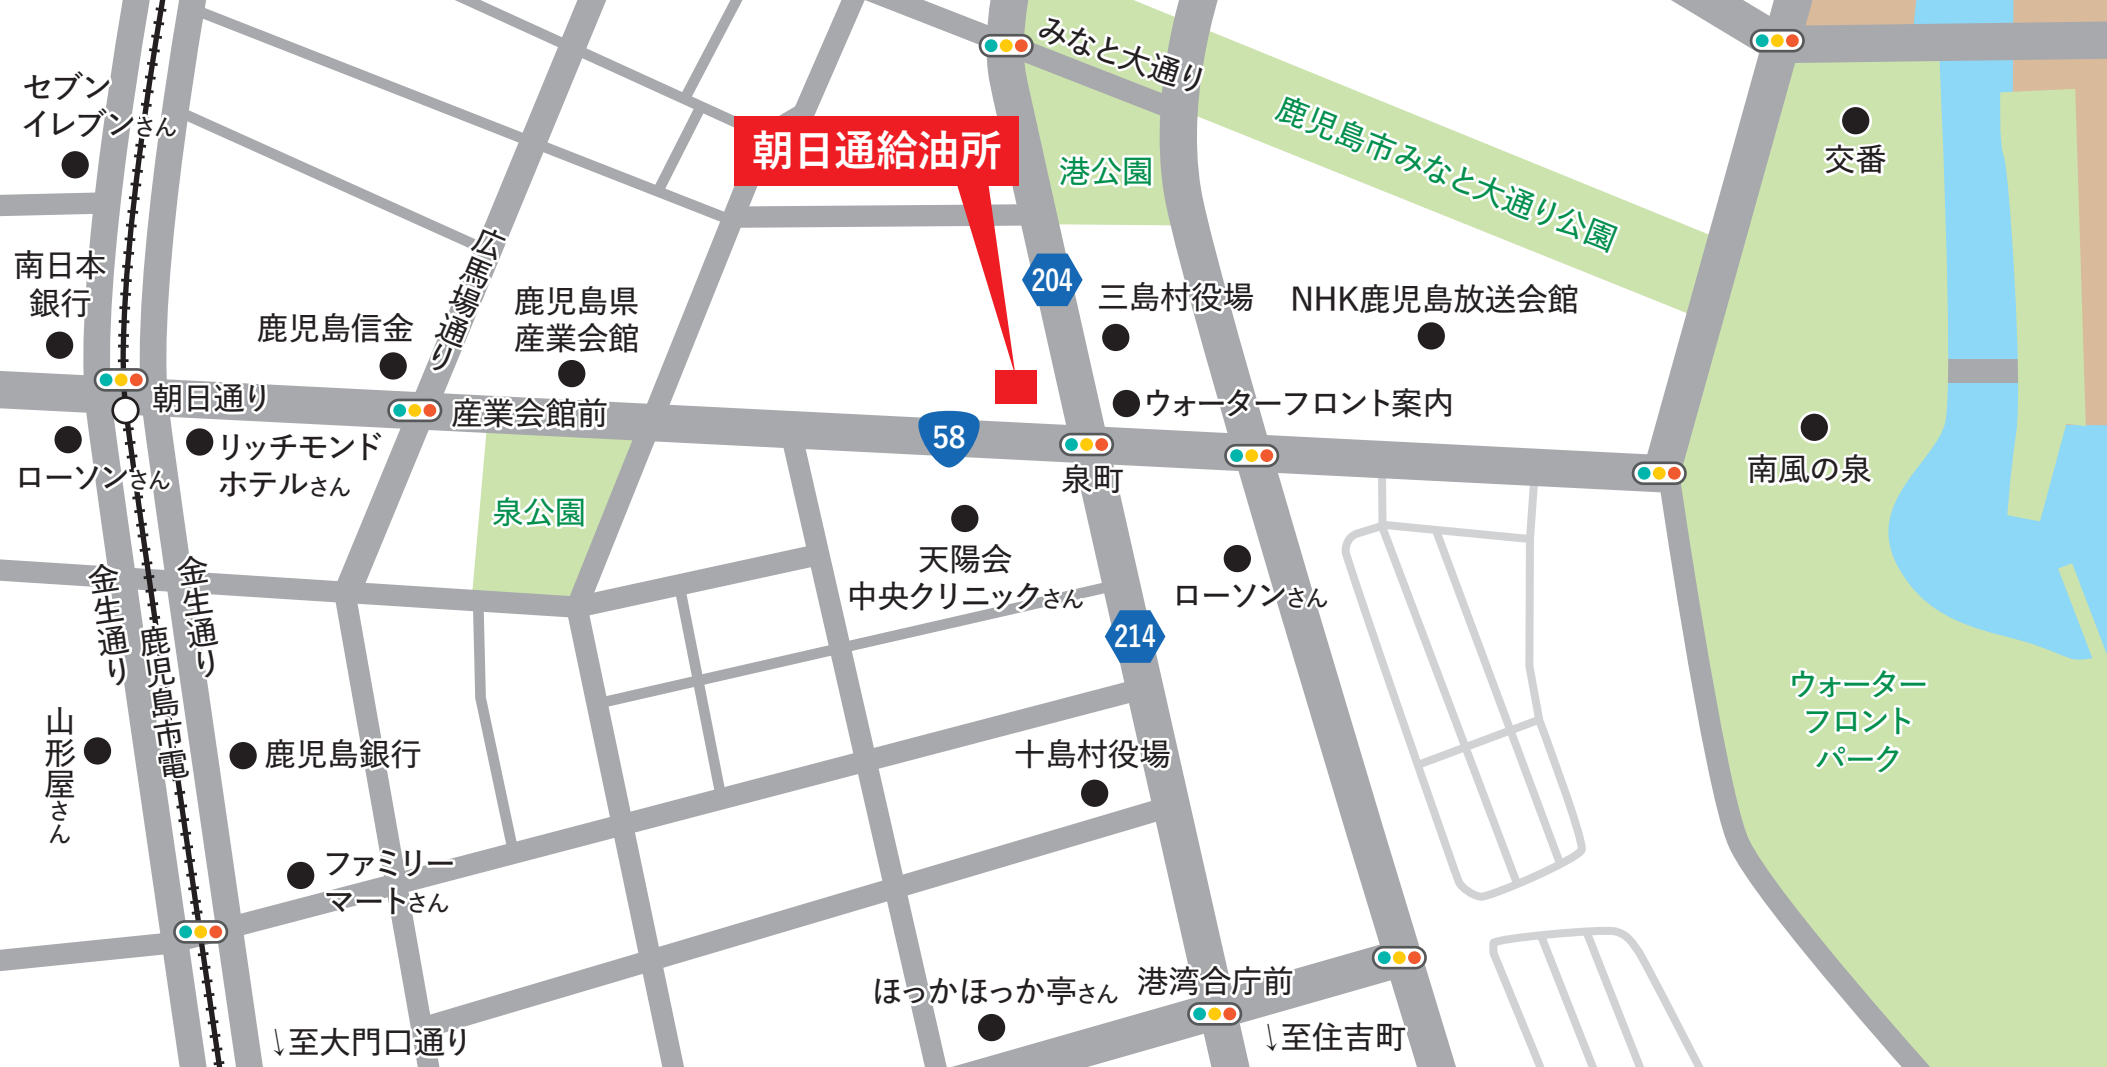 みなと大通り
セブン
イレブンさん
朝日通給油所
港公園
鹿児島市みなと大通り公園
交番
南日本
銀行
鹿児島信金
広馬場通り
鹿児島県
産業会館
204
三島村役場
NHK鹿児島放送会館
朝日通り
産業会館前
58
ウォーターフロント案内
泉町
ローソンさん
リッチモンド
ホテルさん
泉公園
南風の泉
天陽会
中央クリニックさん
ローソンさん
金生通り
金生通り
鹿児島市電
214
ウォーター
フロント
パーク
山形屋さん
鹿児島銀行
十島村役場
ファミリー
マートさん
ほっかほっか亭さん
港湾合庁前
↓至大門口通り
↓至住吉町